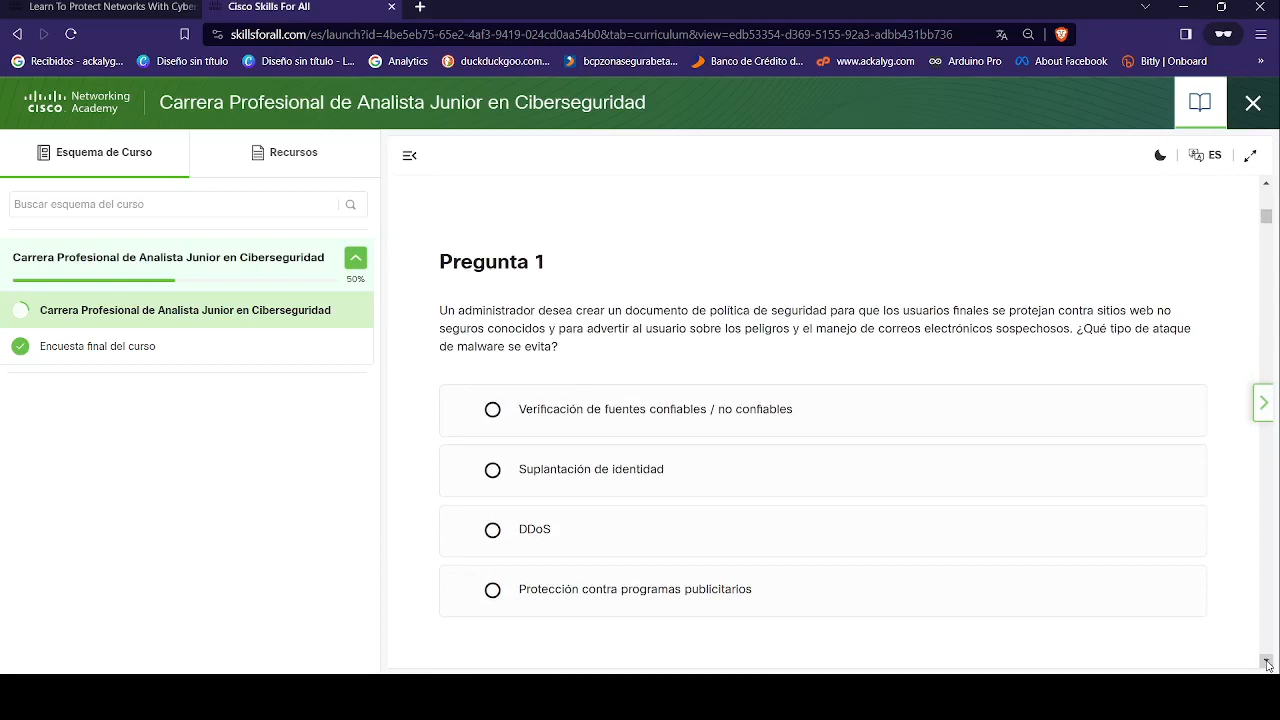 Learn To Protect Networks With Cyber
Cisco Skills For All
skillsforall.com/es/launch?id=4be5eb75-65e2-4af3-9419-024cd0aa54b0&tab=curriculum&view=edb53354-d369-5155-92a3-adbb431bb736
Recibidos - ackalyg...
Diseño sin título
Diseño sin título - L...
Analytics
duckduckgoo.com...
bcpzonasegurabeta...
Banco de Crédito d...
www.ackalyg.com
Arduino Pro
About Facebook
Bitly | Onboard
»
CISCO Networking Academy
Carrera Profesional de Analista Junior en Ciberseguridad
Esquema de Curso
Recursos
ES
Buscar esquema del curso
Carrera Profesional de Analista Junior en Ciberseguridad
50%
Carrera Profesional de Analista Junior en Ciberseguridad
Encuesta final del curso
Pregunta 1
Un administrador desea crear un documento de política de seguridad para que los usuarios finales se protejan contra sitios web no
seguros conocidos y para advertir al usuario sobre los peligros y el manejo de correos electrónicos sospechosos. ¿Qué tipo de ataque
de malware se evita?
Verificación de fuentes confiables / no confiables
Suplantación de identidad
DDoS
Protección contra programas publicitarios